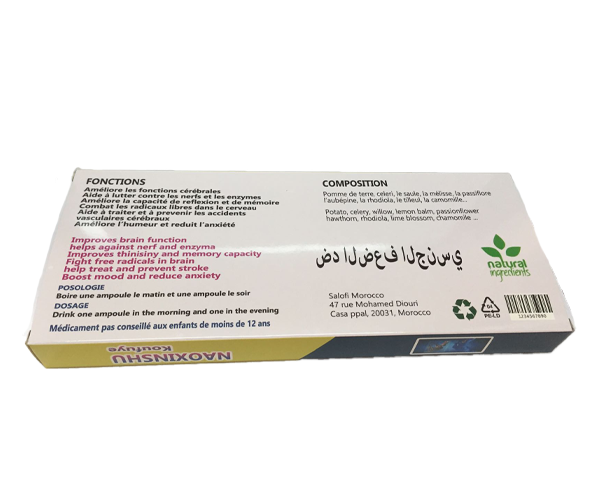 FONCTIONS
Améliore les fonctions cérébrales
Aide à lutter contre les nerfs et les enzymes
Améliore la capacité de reflexion et de mémoire
Combat les radicaux libres dans le cerveau
Aide à traiter et à prevenir les accidents
vasculaires cérébraux
Améliore l'humeur et reduit l'anxiété
Improves brain function
helps against nerf and enzyma
Improves thinisiny and memory capacity
Fight free radicals in brain
help treat and prevent stroke
Boost mood and reduce anxiety
POSOLOGIE
Boire une ampoule le matin et une ampoule le soir
DOSAGE
Drink one ampoule in the morning and one in the evening
Médicament pas conseillé aux enfants de moins de 12 ans
COMPOSITION
Pomme de terre, celeri, le saule, la mélisse, la passiflore
l'aubépine, la rhodiola, le tilleul, la camomille...
Potato, celery, willow, lemon balm, passionflower
hawthorn, rhodiola, lime blossom, chamomile ...
ضد الضعف الجنسي
natural
ingredients
Salofi Morocco
47 rue Mohamed Diouri
Casa ppal, 20031, Morocco
04
PE-LD
1234567890
NAOXINSHU
Koufuye